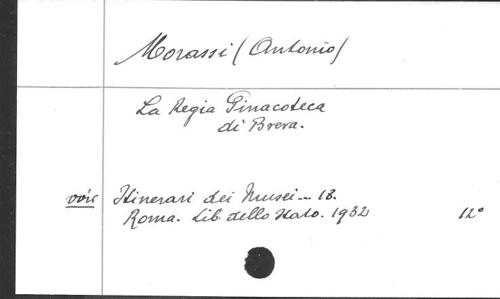 Morassi (Antonio)
La Regia Pinacoteca
di Brera.
voir Itinerari dei Musei - 18.
Roma. Lib. dello Stato. 1932 12°